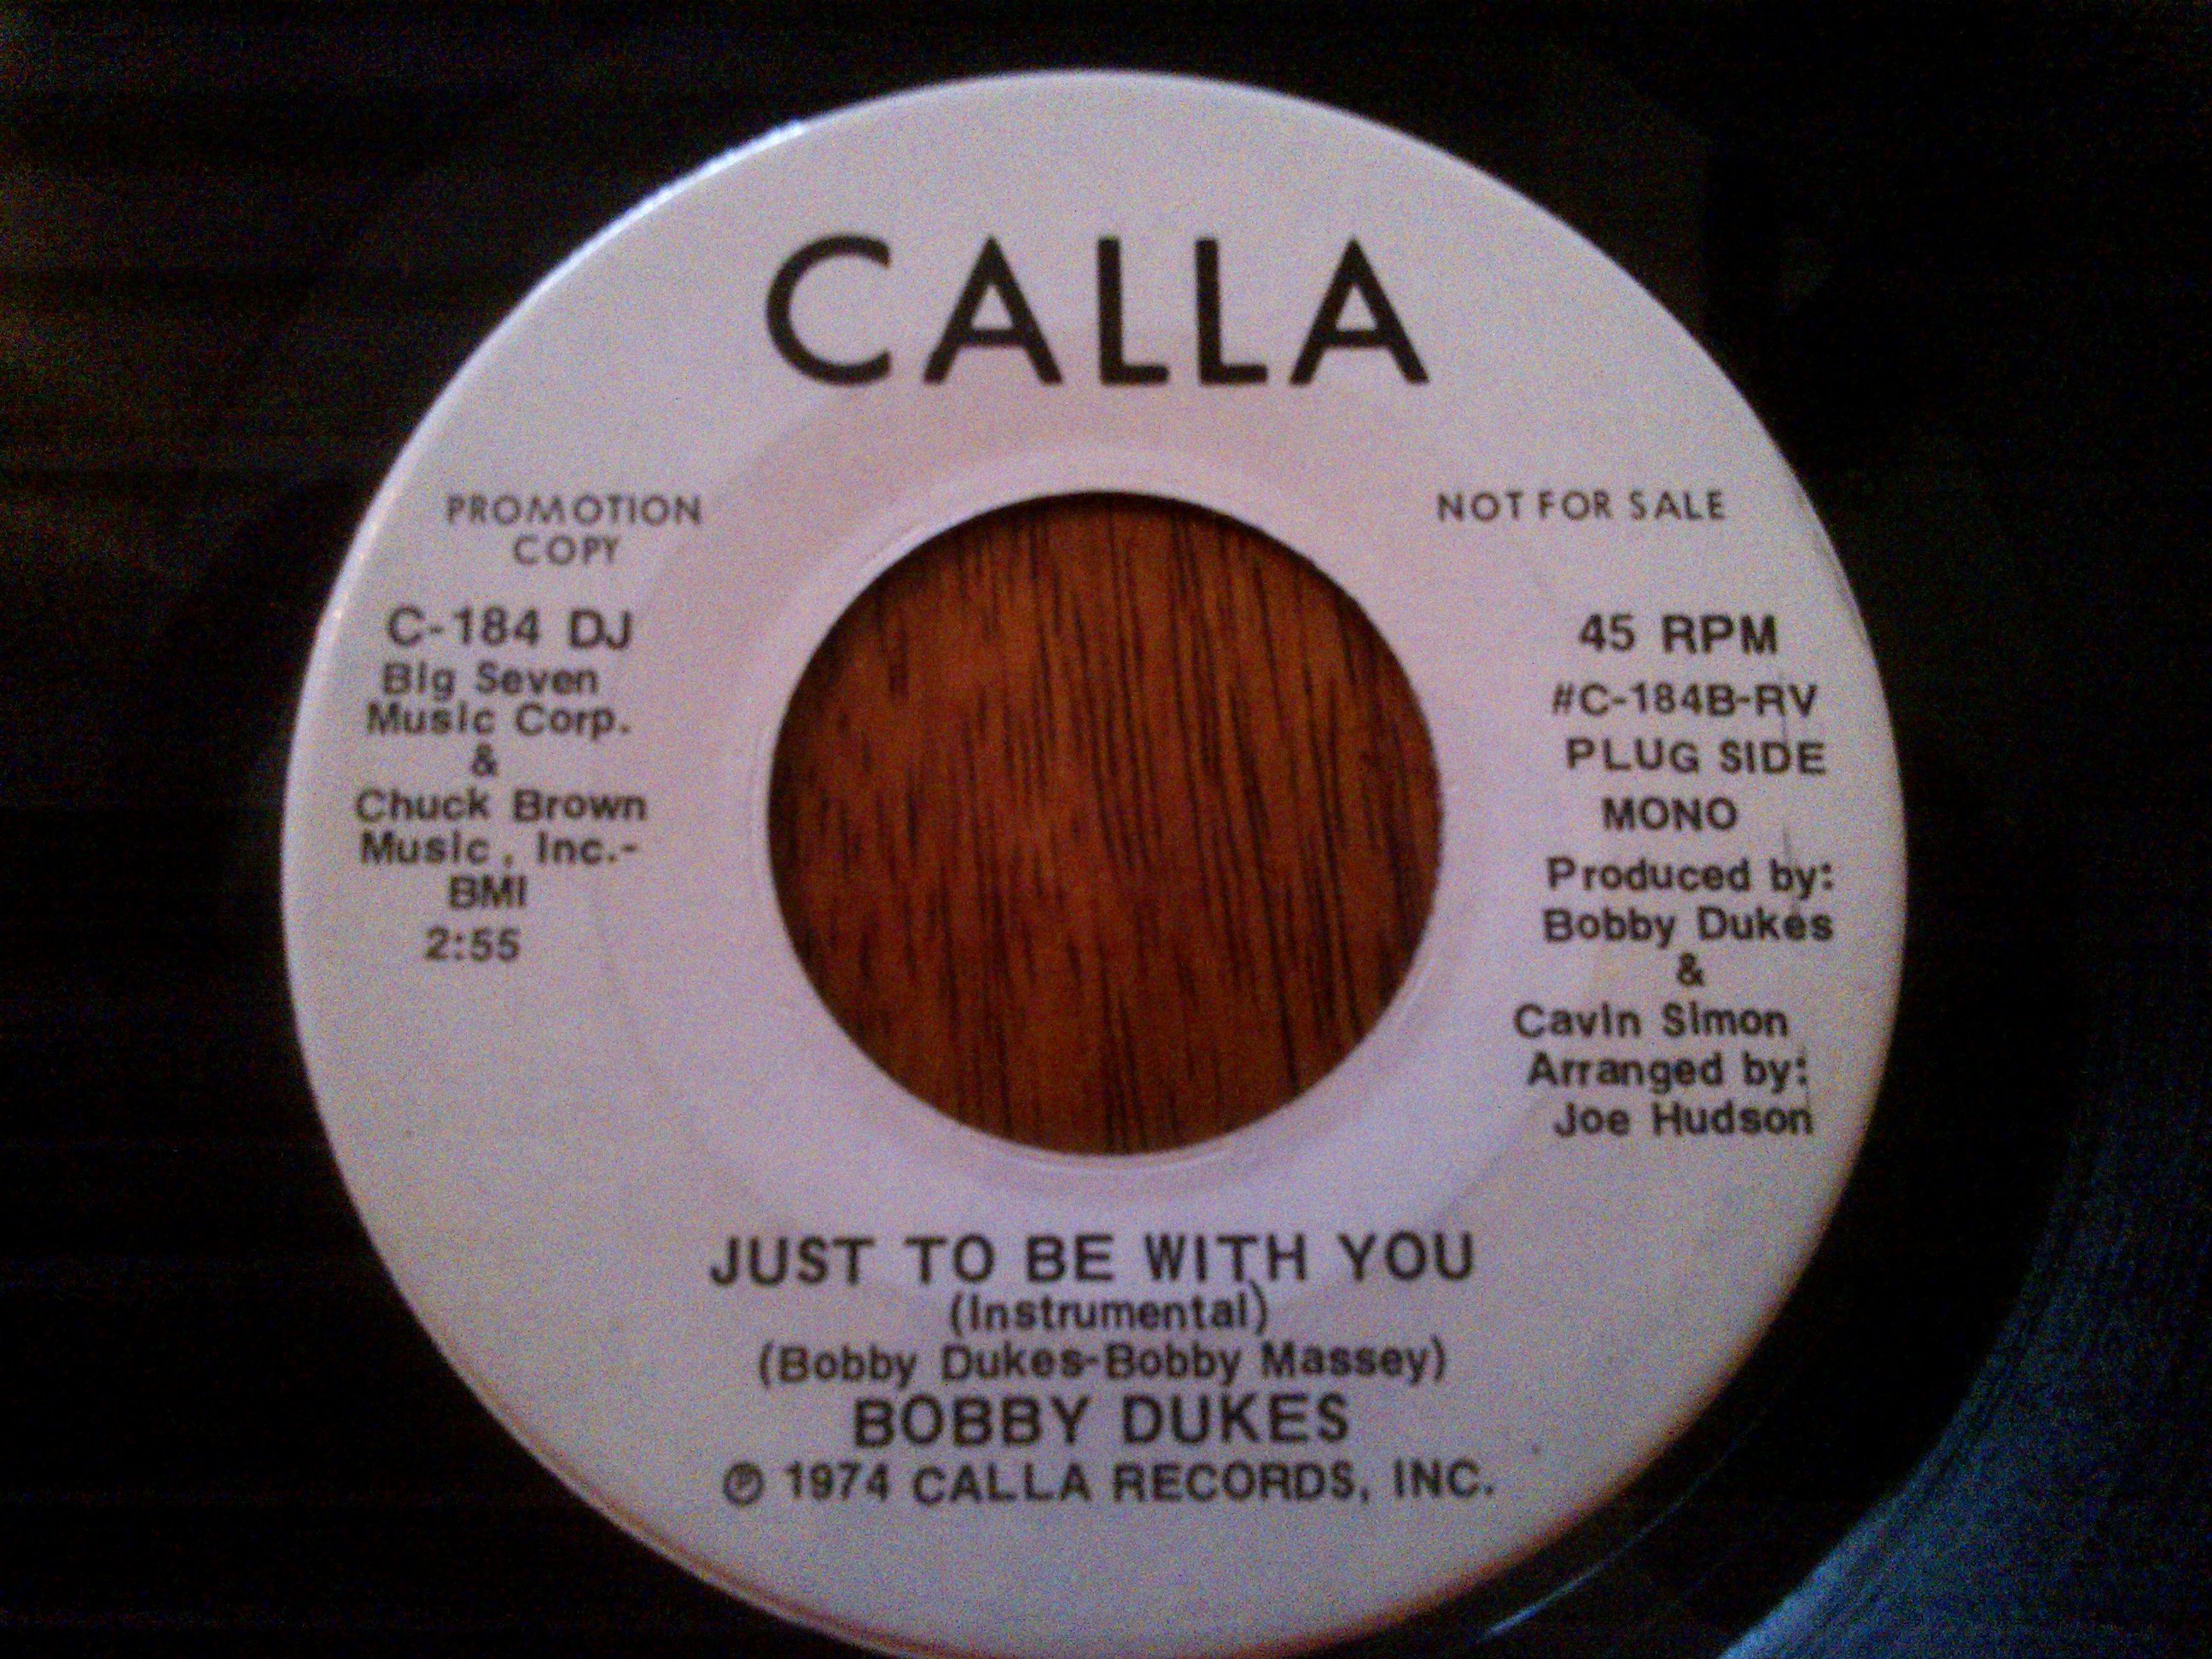 CALLA
PROMOTION
COPY
NOT FOR SALE
C-184 DJ
Big Seven
Music Corp.
&
Chuck Brown
Music, Inc.-
BMI
2:55
45 RPM
#C-184B-RV
PLUG SIDE
MONO
Produced by:
Bobby Dukes
&
Cavin Simon
Arranged by:
Joe Hudson
JUST TO BE WITH YOU
(Instrumental)
(Bobby Dukes-Bobby Massey)
BOBBY DUKES
℗ 1974 CALLA RECORDS, INC.